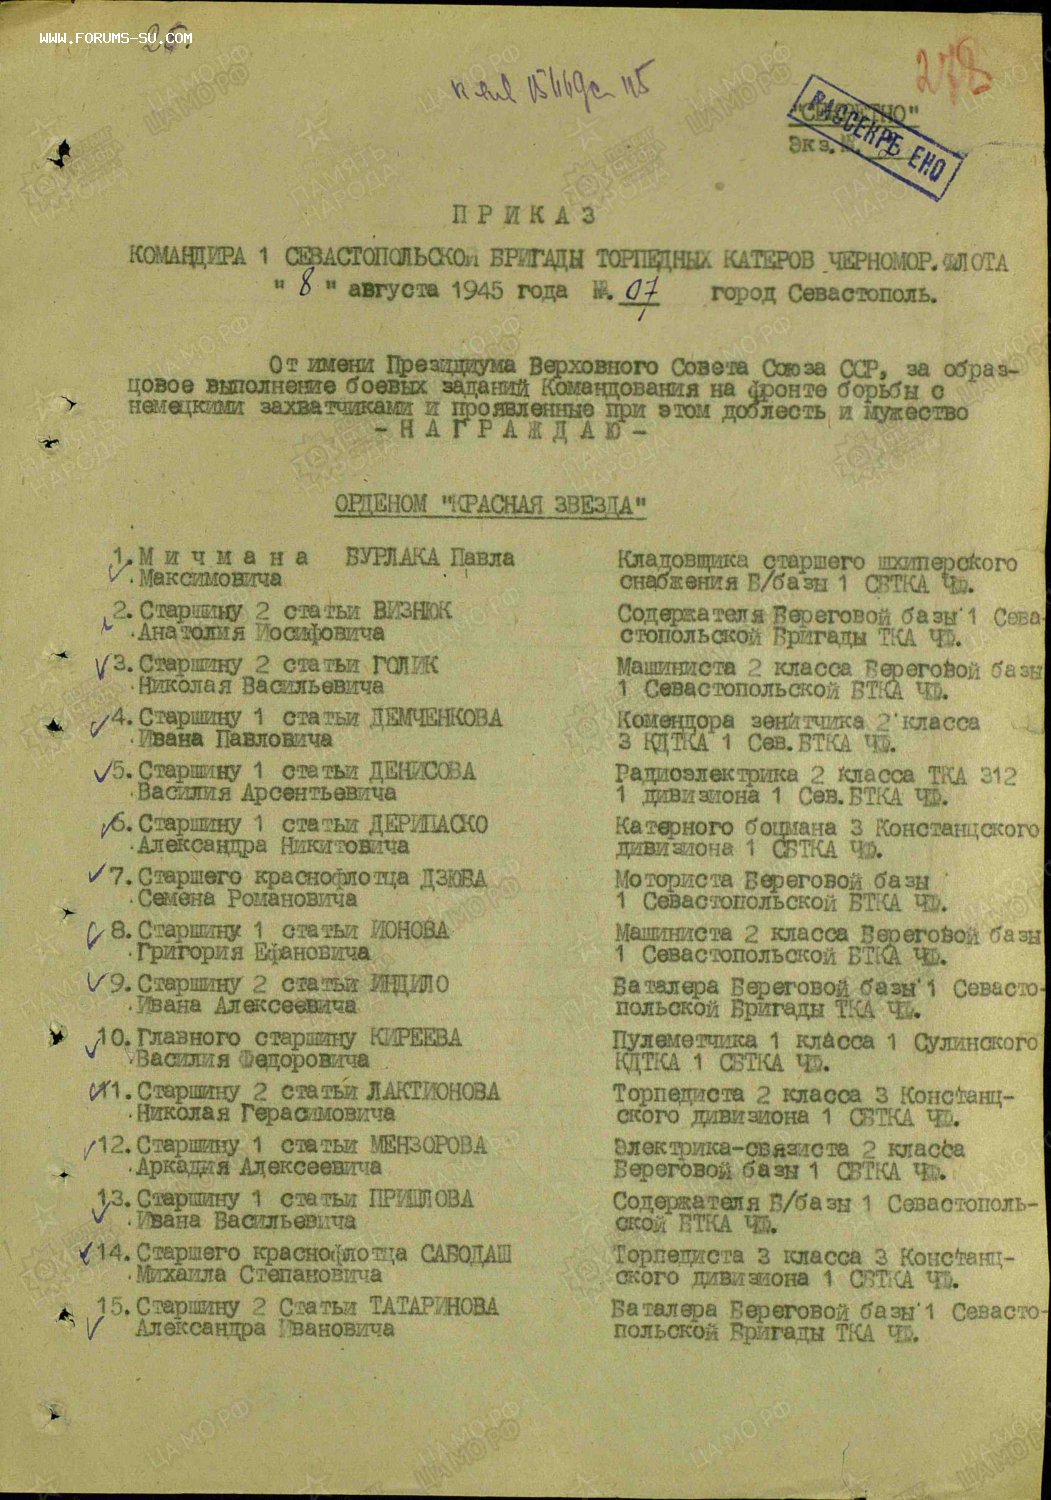 WWW.FORUMS-SU.COM
26.
278
"СЕКРЕТНО"
РАССЕКРЕЧЕНО
Экз.№.
ПРИКАЗ
КОМАНДИРА 1 СЕВАСТОПОЛЬСКОЙ БРИГАДЫ ТОРПЕДНЫХ КАТЕРОВ ЧЕРНОМОР.ФЛОТА
" 8 " августа 1945 года №. 07 город Севастополь.
От имени Президиума Верховного Совета Союза ССР, за образ-
цовое выполнение боевых заданий Командования на фронте борьбы с
немецкими захватчиками и проявленные при этом доблесть и мужество
- Н А Г Р А Ж Д А Ю -
ОРДЕНОМ "КРАСНАЯ ЗВЕЗДА"
1. М и ч м а н а БУРЛАКА Павла Кладовщика старшего шхиперского
Максимовича снабжения Б/базы 1 СБТКА ЧФ.
2. Старшину 2 статьи ВИЗНЮК Содержателя Береговой базы 1 Сева-
Анатолия Иосифовича стопольской Бригады ТКА ЧФ.
3. Старшину 2 статьи ГОЛИК Машиниста 2 класса Береговой базы
Николая Васильевича 1 Севастопольской БТКА ЧФ.
4. Старшину 1 статьи ДЕМЧЕНКОВА Комендора зенитчика 2 класса
Ивана Павловича 3 КДТКА 1 Сев.БТКА ЧФ.
5. Старшину 1 статьи ДЕНИСОВА Радиоэлектрика 2 класса ТКА 312
Василия Арсентьевича 1 дивизиона 1 Сев.БТКА ЧФ.
6. Старшину 1 статьи ДЕРИПАСКО Катерного боцмана 3 Констанцского
Александра Никитовича дивизиона 1 СБТКА ЧФ.
7. Старшего краснофлотца ДЗЮБА Моториста Береговой базы
Семена Романовича 1 Севастопольской БТКА ЧФ.
8. Старшину 1 статьи ИОНОВА Машиниста 2 класса Береговой базы
Григория Ефановича 1 Севастопольской БТКА ЧФ.
9. Старшину 2 статьи ИНДИЛО Баталера Береговой базы 1 Севасто-
Ивана Алексеевича польской Бригады ТКА ЧФ.
10. Главного старшину КИРЕЕВА Пулеметчика 1 класса 1 Сулинского
Василия Федоровича КДТКА 1 СБТКА ЧФ.
11. Старшину 2 статьи ЛАКТИОНОВА Торпедиста 2 класса 3 Констанц-
Николая Герасимовича ского дивизиона 1 СБТКА ЧФ.
12. Старшину 1 статьи МЕНЗОРОВА Электрика-связиста 2 класса
Аркадия Алексеевича Береговой базы 1 СБТКА ЧФ.
13. Старшину 1 статьи ПРИШЛОВА Содержателя Б/базы 1 Севастополь-
Ивана Васильевича ской БТКА ЧФ.
14. Старшего краснофлотца САБОДАШ Торпедиста 3 класса 3 Констанц-
Михаила Степановича ского дивизиона 1 СБТКА ЧФ.
15. Старшину 2 Статьи ТАТАРИНОВА Баталера Береговой базы 1 Севасто-
Александра Ивановича польской Бригады ТКА ЧФ.